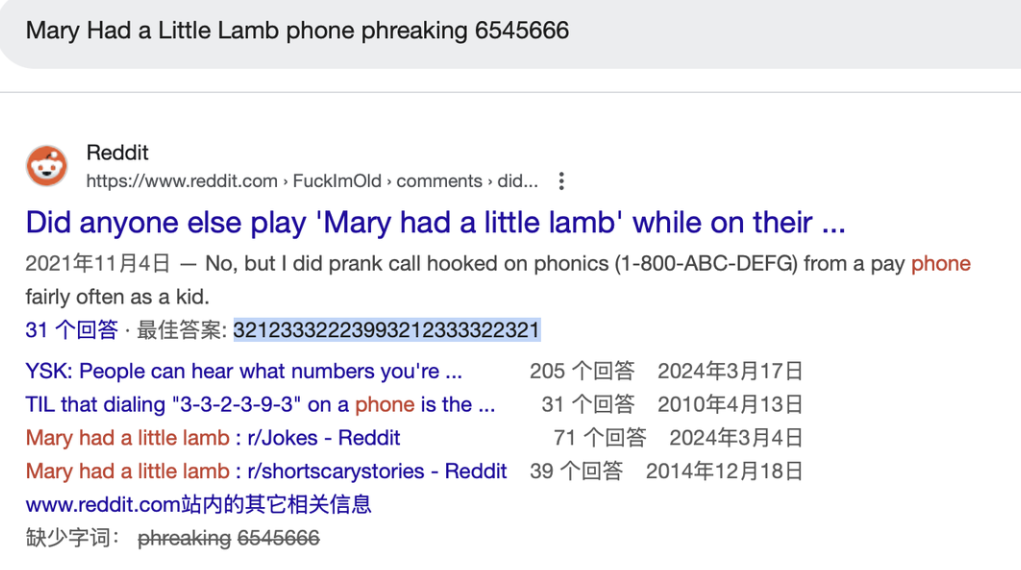 Mary Had a Little Lamb phone phreaking 6545666
Reddit
https://www.reddit.com › FuckImOld › comments › did...
Did anyone else play 'Mary had a little lamb' while on their ...
2021年11月4日 — No, but I did prank call hooked on phonics (1-800-ABC-DEFG) from a pay phone
fairly often as a kid.
31 个回答 · 最佳答案: 32123332223993212333322321
YSK: People can hear what numbers you're ... 205 个回答 2024年3月17日
TIL that dialing "3-3-2-3-9-3" on a phone is the ... 31 个回答 2010年4月13日
Mary had a little lamb : r/Jokes - Reddit 71 个回答 2024年3月4日
Mary had a little lamb : r/shortscarystories - Reddit 39 个回答 2014年12月18日
www.reddit.com站内的其它相关信息
缺少字词： phreaking 6545666